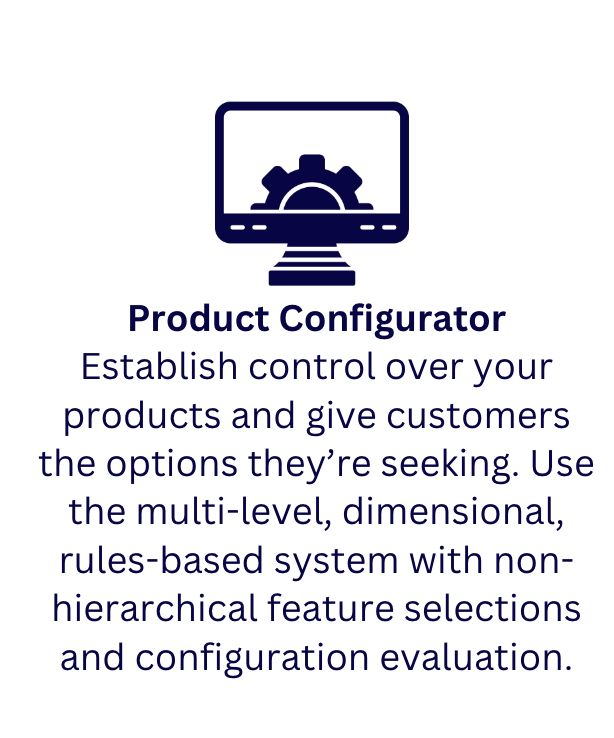 Product Configurator
Establish control over your
products and give customers
the options they’re seeking. Use
the multi-level, dimensional,
rules-based system with non-
hierarchical feature selections
and configuration evaluation.